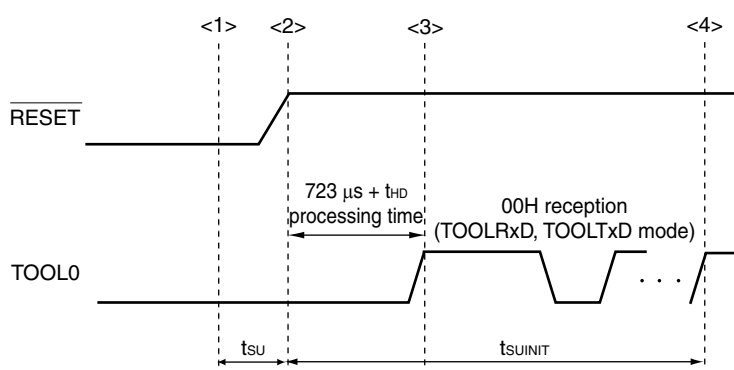 <1> <2> <3> <4>
RESET
723 µs + tHD
processing time
00H reception
(TOOLRxD, TOOLTxD mode)
TOOL0
. . .
tSU
tSUINIT